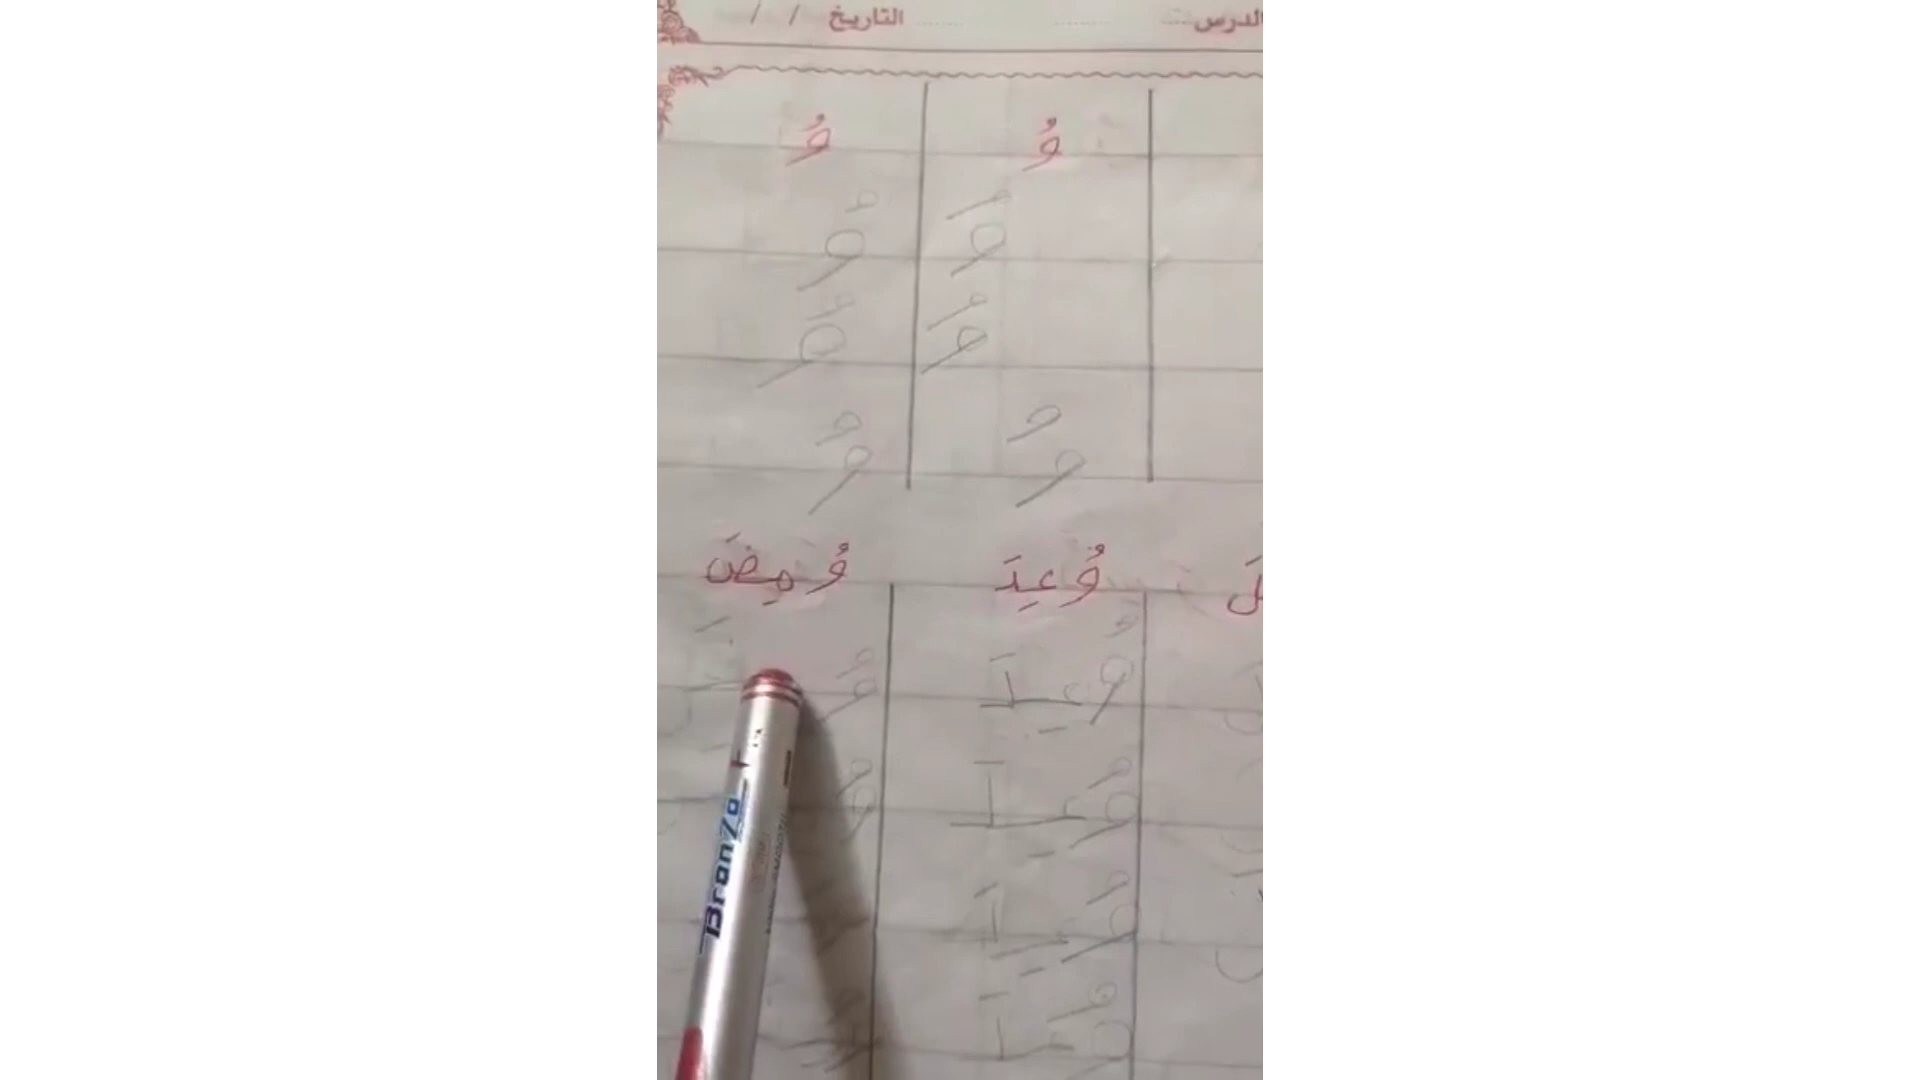 الدرس التاريخ / /
وُ وُ
وُ وُ
وُ وُ
وُ وُ
وُعِدَ وُمِضَ
وُعِدَ وُ
وُعِدَ وُ
وُعِدَ
وُعِدَ
Bronzo